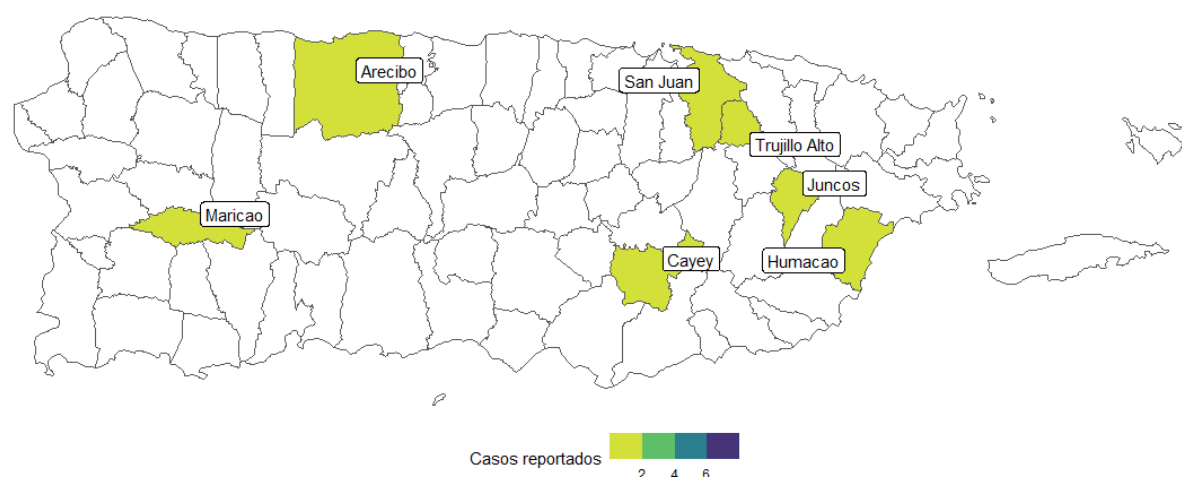 Arecibo
San Juan
Trujillo Alto
Juncos
Maricao
Cayey
Humacao
Casos reportados
2 4 6